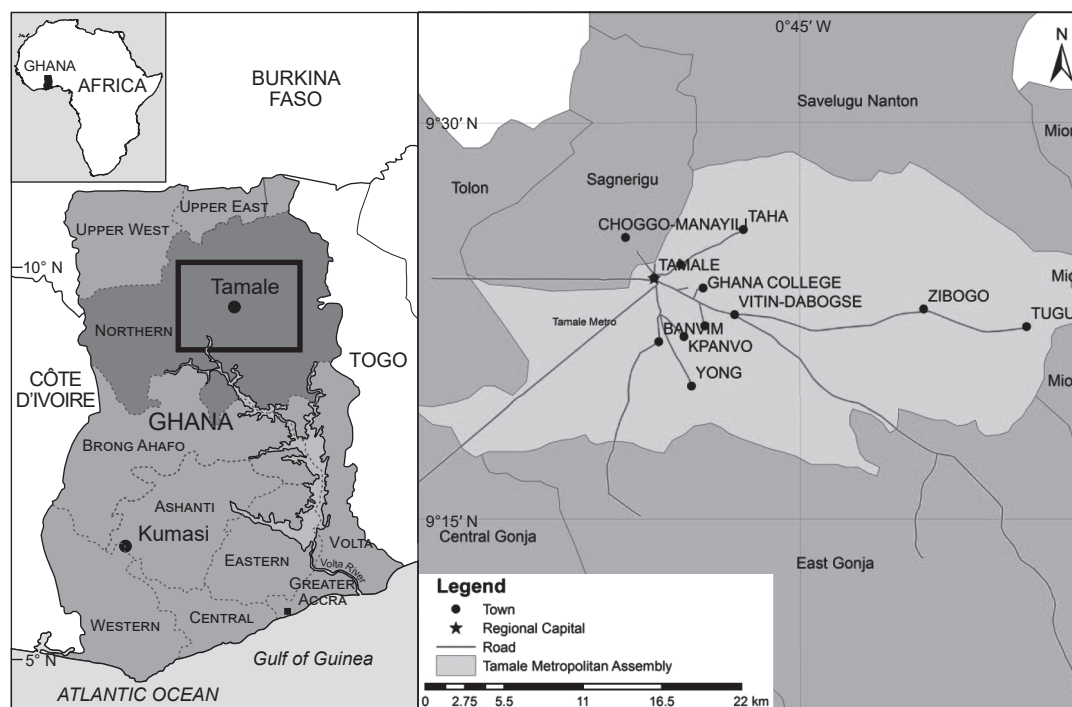 GHANA
AFRICA
BURKINA
FASO
UPPER EAST
UPPER WEST
10° N
Tamale
NORTHERN
TOGO
CÔTE
D'IVOIRE
GHANA
BRONG AHAFO
ASHANTI
Kumasi
VOLTA
EASTERN
Volta River
GREATER
ACCRA
CENTRAL
WESTERN
5° N
Gulf of Guinea
ATLANTIC OCEAN
0°45′ W
N
9°30′ N
Savelugu Nanton
Mion
Tolon
Sagnerigu
CHOGGO-MANAYILI
TAHA
TAMALE
GHANA COLLEGE
VITIN-DABOGSE
ZIBOGO
TUGU
Tamale Metro
BANVIM
KPANVO
YONG
9°15′ N
Central Gonja
East Gonja
Legend
Town
Regional Capital
Road
Tamale Metropolitan Assembly
0 2.75 5.5 11 16.5 22 km